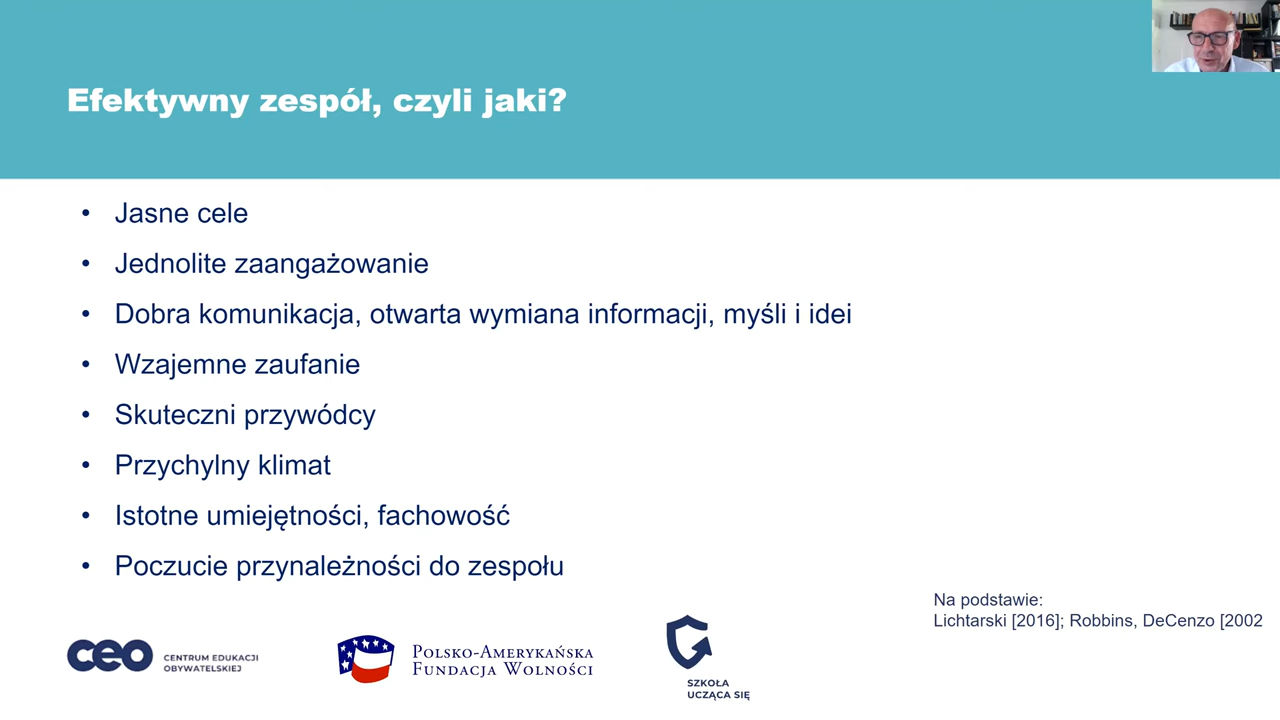 Efektywny zespół, czyli jaki?
• Jasne cele
• Jednolite zaangażowanie
• Dobra komunikacja, otwarta wymiana informacji, myśli i idei
• Wzajemne zaufanie
• Skuteczni przywódcy
• Przychylny klimat
• Istotne umiejętności, fachowość
• Poczucie przynależności do zespołu
Na podstawie:
Lichtarski [2016]; Robbins, DeCenzo [2002
ceo CENTRUM EDUKACJI
OBYWATELSKIEJ
POLSKO-AMERYKAŃSKA
FUNDACJA WOLNOŚCI
SZKOŁA
UCZĄCA SIĘ